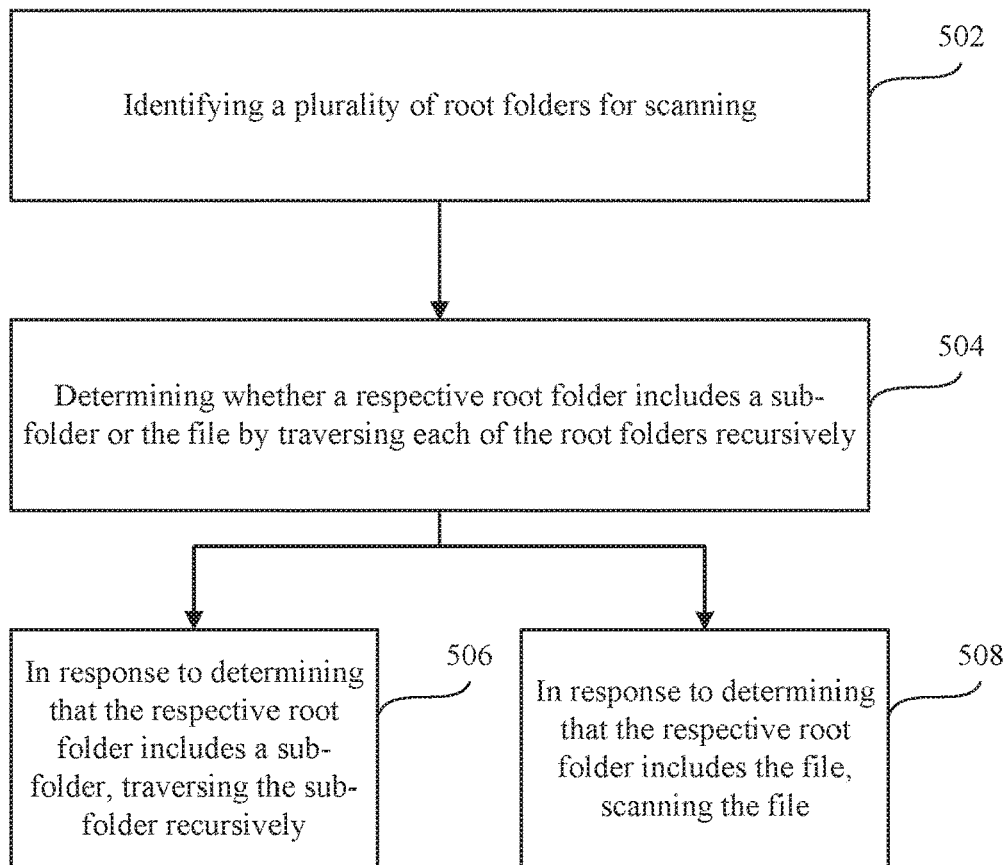 502
Identifying a plurality of root folders for scanning
504
Determining whether a respective root folder includes a sub-
folder or the file by traversing each of the root folders recursively
506
In response to determining
that the respective root
folder includes a sub-
folder, traversing the sub-
folder recursively
508
In response to determining
that the respective root
folder includes the file,
scanning the file